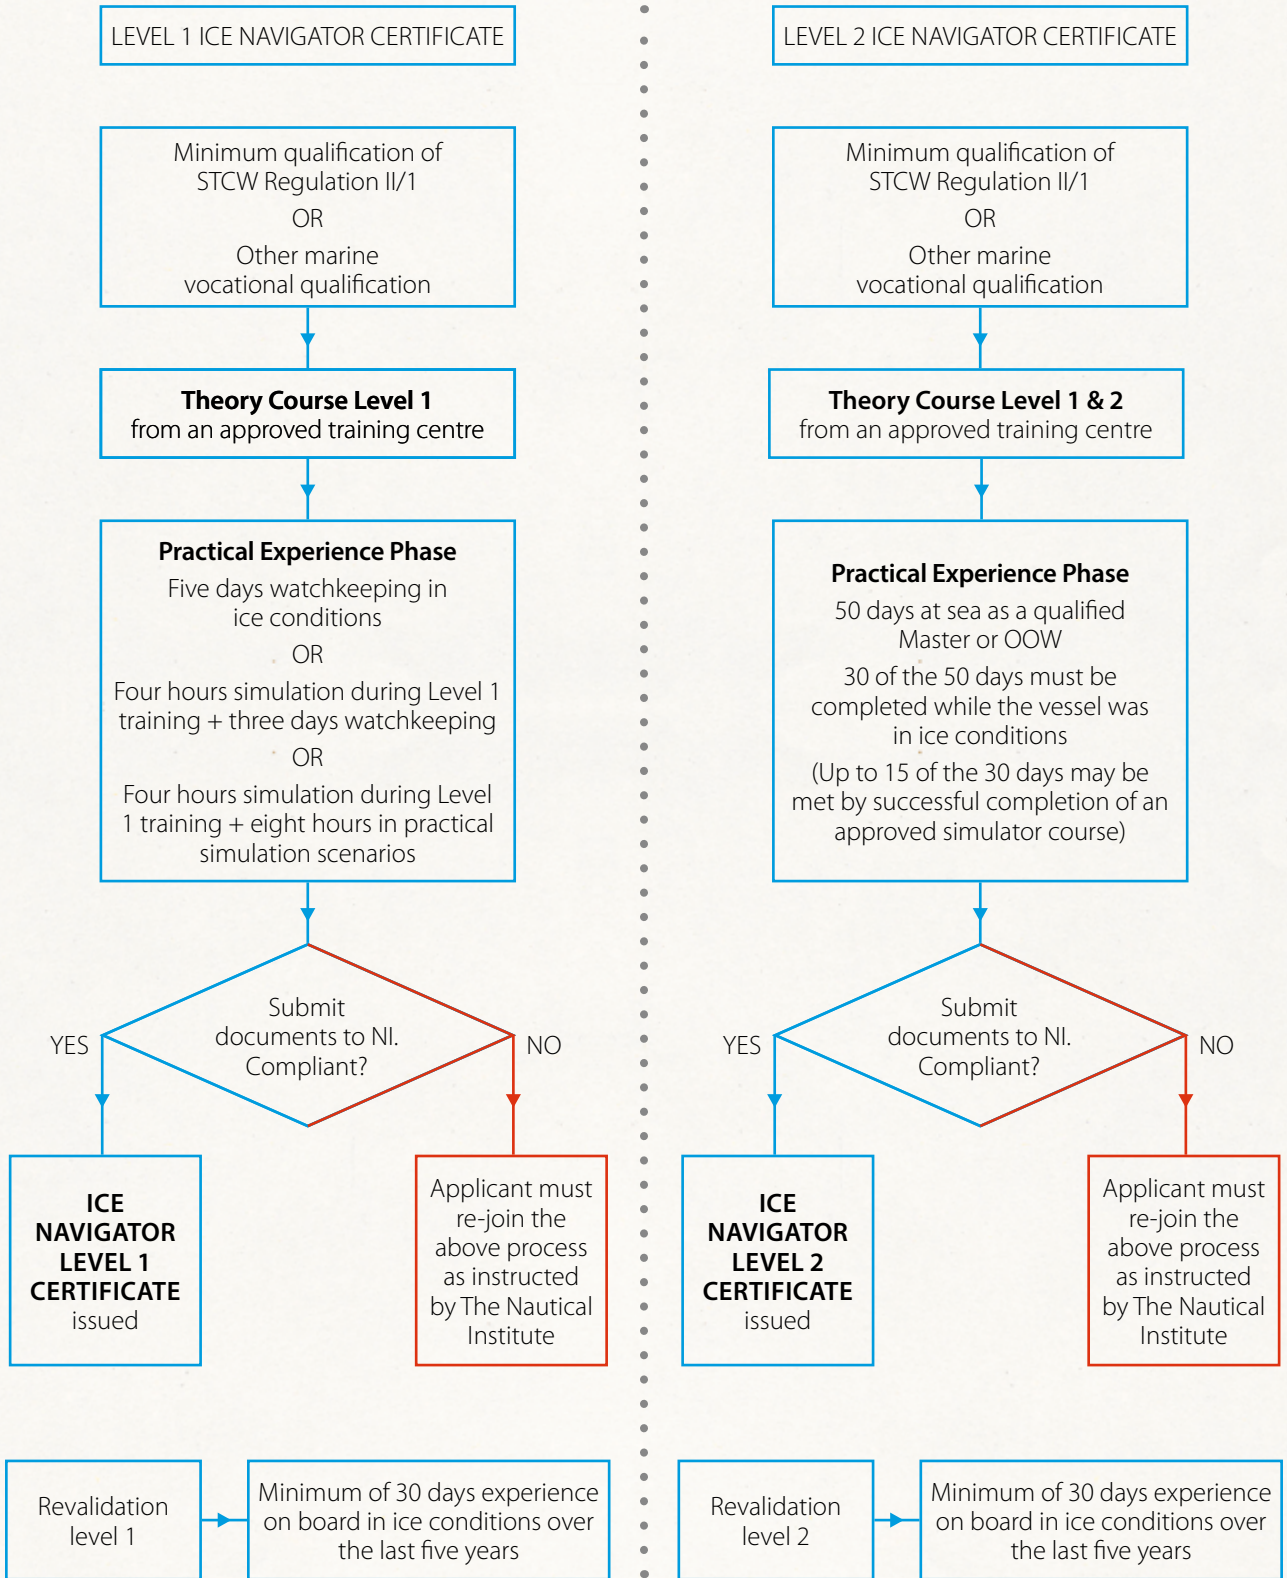 LEVEL 1 ICE NAVIGATOR CERTIFICATE
Minimum qualification of
STCW Regulation II/1
OR
Other marine
vocational qualification
Theory Course Level 1
from an approved training centre
Practical Experience Phase
Five days watchkeeping in
ice conditions
OR
Four hours simulation during Level 1
training + three days watchkeeping
OR
Four hours simulation during Level
1 training + eight hours in practical
simulation scenarios
Submit
documents to NI.
Compliant?
YES
NO
ICE
NAVIGATOR
LEVEL 1
CERTIFICATE
issued
Applicant must
re-join the
above process
as instructed
by The Nautical
Institute
Revalidation
level 1
Minimum of 30 days experience
on board in ice conditions over
the last five years
LEVEL 2 ICE NAVIGATOR CERTIFICATE
Minimum qualification of
STCW Regulation II/1
OR
Other marine
vocational qualification
Theory Course Level 1 & 2
from an approved training centre
Practical Experience Phase
50 days at sea as a qualified
Master or OOW
30 of the 50 days must be
completed while the vessel was
in ice conditions
(Up to 15 of the 30 days may be
met by successful completion of an
approved simulator course)
Submit
documents to NI.
Compliant?
YES
NO
ICE
NAVIGATOR
LEVEL 2
CERTIFICATE
issued
Applicant must
re-join the
above process
as instructed
by The Nautical
Institute
Revalidation
level 2
Minimum of 30 days experience
on board in ice conditions over
the last five years